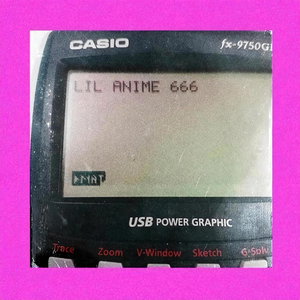 CASIO fx-9750GI
LIL ANIME 666
▶MAT
USB POWER GRAPHIC
Trace Zoom V-Window Sketch G-Solv